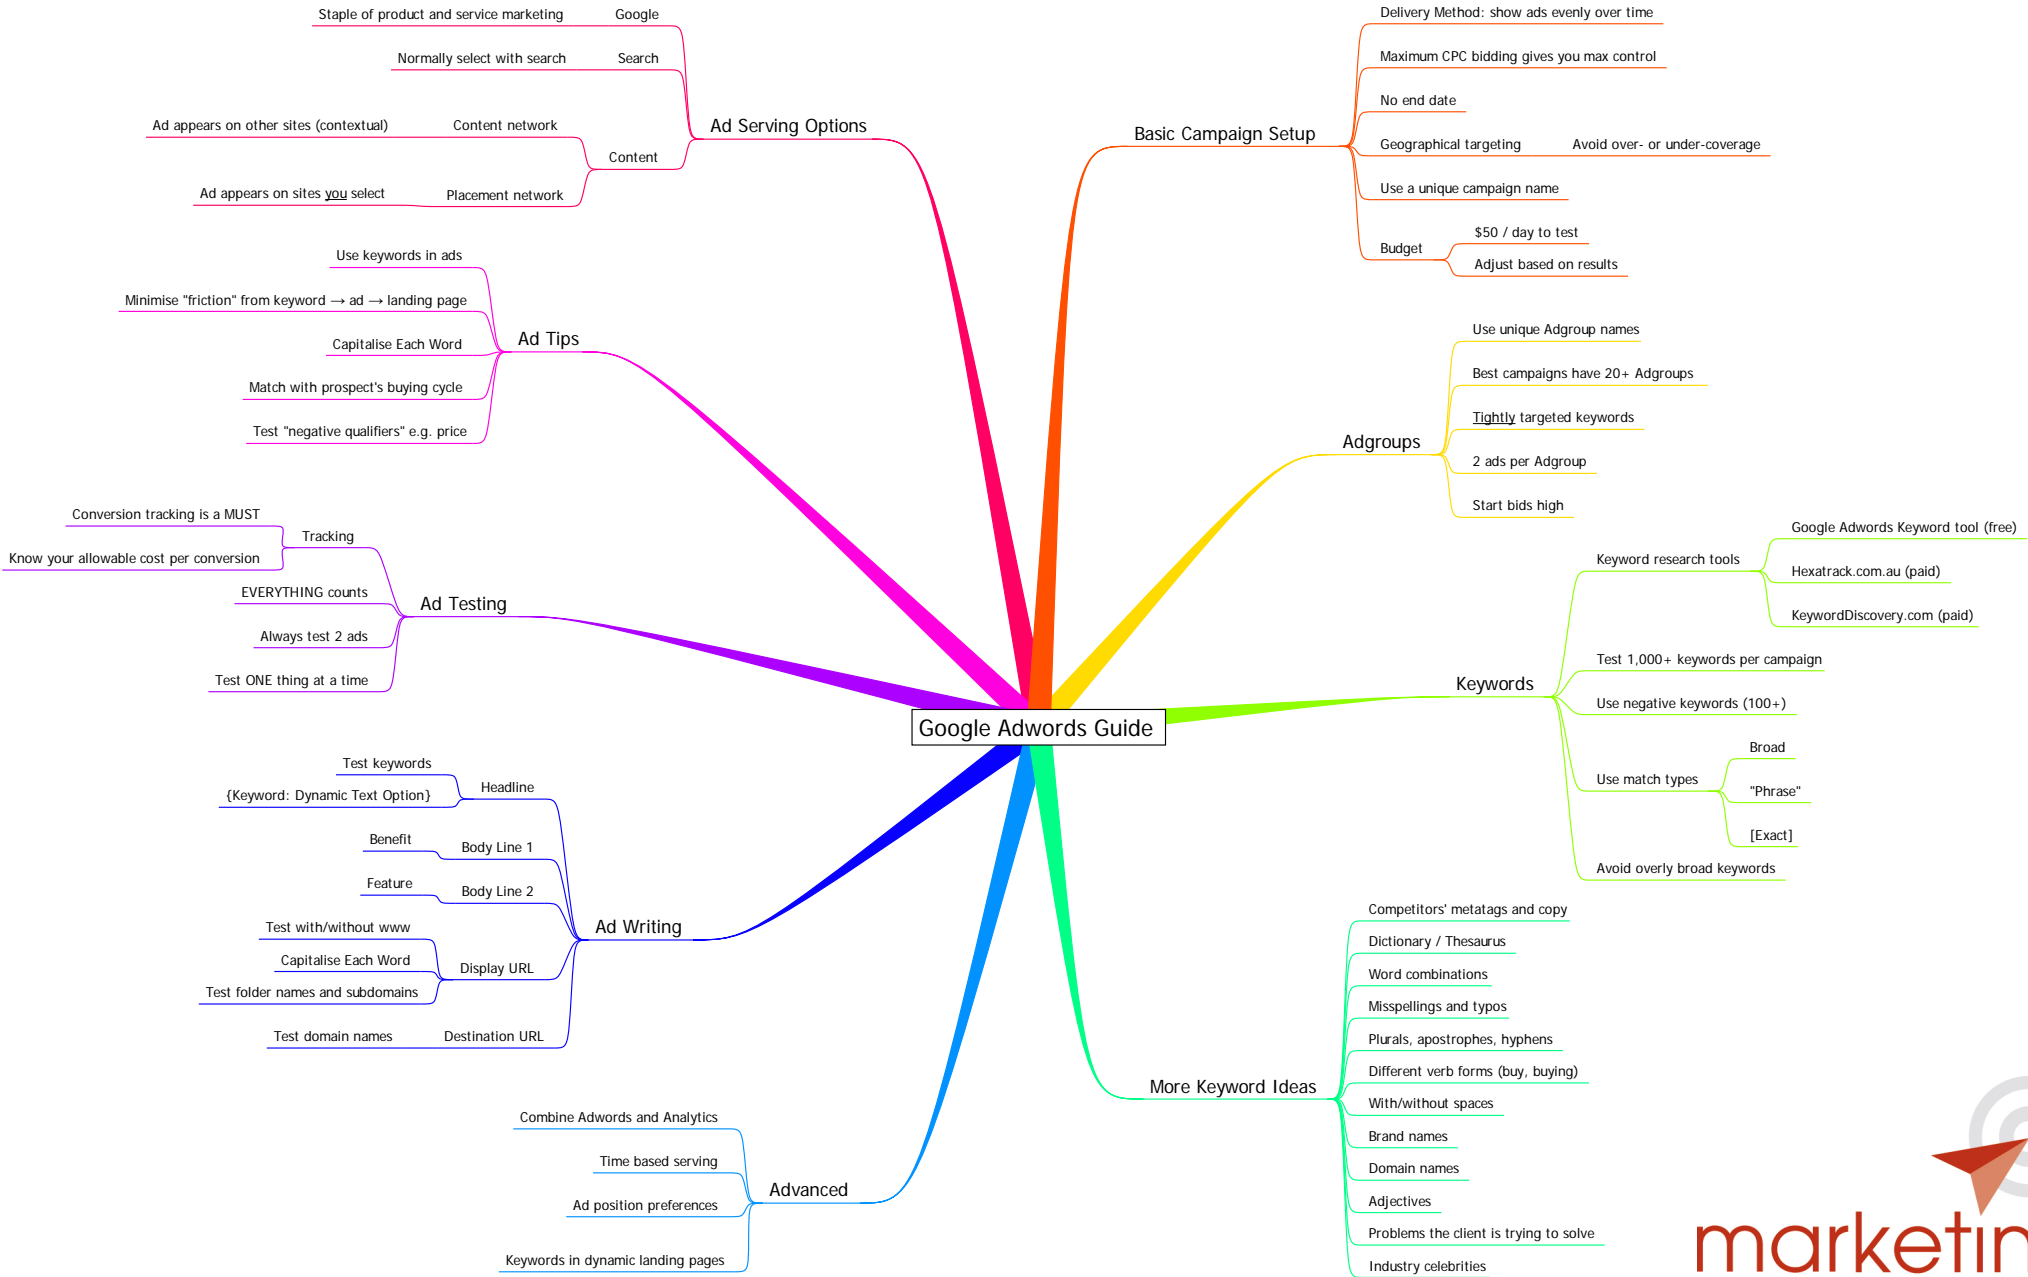 Google Adwords Guide
Basic Campaign Setup
Delivery Method: show ads evenly over time
Maximum CPC bidding gives you max control
No end date
Geographical targeting
Avoid over- or under-coverage
Use a unique campaign name
Budget
$50 / day to test
Adjust based on results
Adgroups
Use unique Adgroup names
Best campaigns have 20+ Adgroups
Tightly targeted keywords
2 ads per Adgroup
Start bids high
Keywords
Keyword research tools
Google Adwords Keyword tool (free)
Hexatrack.com.au (paid)
KeywordDiscovery.com (paid)
Test 1,000+ keywords per campaign
Use negative keywords (100+)
Use match types
Broad
"Phrase"
[Exact]
Avoid overly broad keywords
More Keyword Ideas
Competitors' metatags and copy
Dictionary / Thesaurus
Word combinations
Misspellings and typos
Plurals, apostrophes, hyphens
Different verb forms (buy, buying)
With/without spaces
Brand names
Domain names
Adjectives
Problems the client is trying to solve
Industry celebrities
Ad Serving Options
Google
Staple of product and service marketing
Search
Normally select with search
Content
Content network
Ad appears on other sites (contextual)
Placement network
Ad appears on sites you select
Ad Tips
Use keywords in ads
Minimise "friction" from keyword → ad → landing page
Capitalise Each Word
Match with prospect's buying cycle
Test "negative qualifiers" e.g. price
Ad Testing
Tracking
Conversion tracking is a MUST
Know your allowable cost per conversion
EVERYTHING counts
Always test 2 ads
Test ONE thing at a time
Ad Writing
Headline
Test keywords
{Keyword: Dynamic Text Option}
Body Line 1
Benefit
Body Line 2
Feature
Display URL
Test with/without www
Capitalise Each Word
Test folder names and subdomains
Destination URL
Test domain names
Advanced
Combine Adwords and Analytics
Time based serving
Ad position preferences
Keywords in dynamic landing pages
marketin